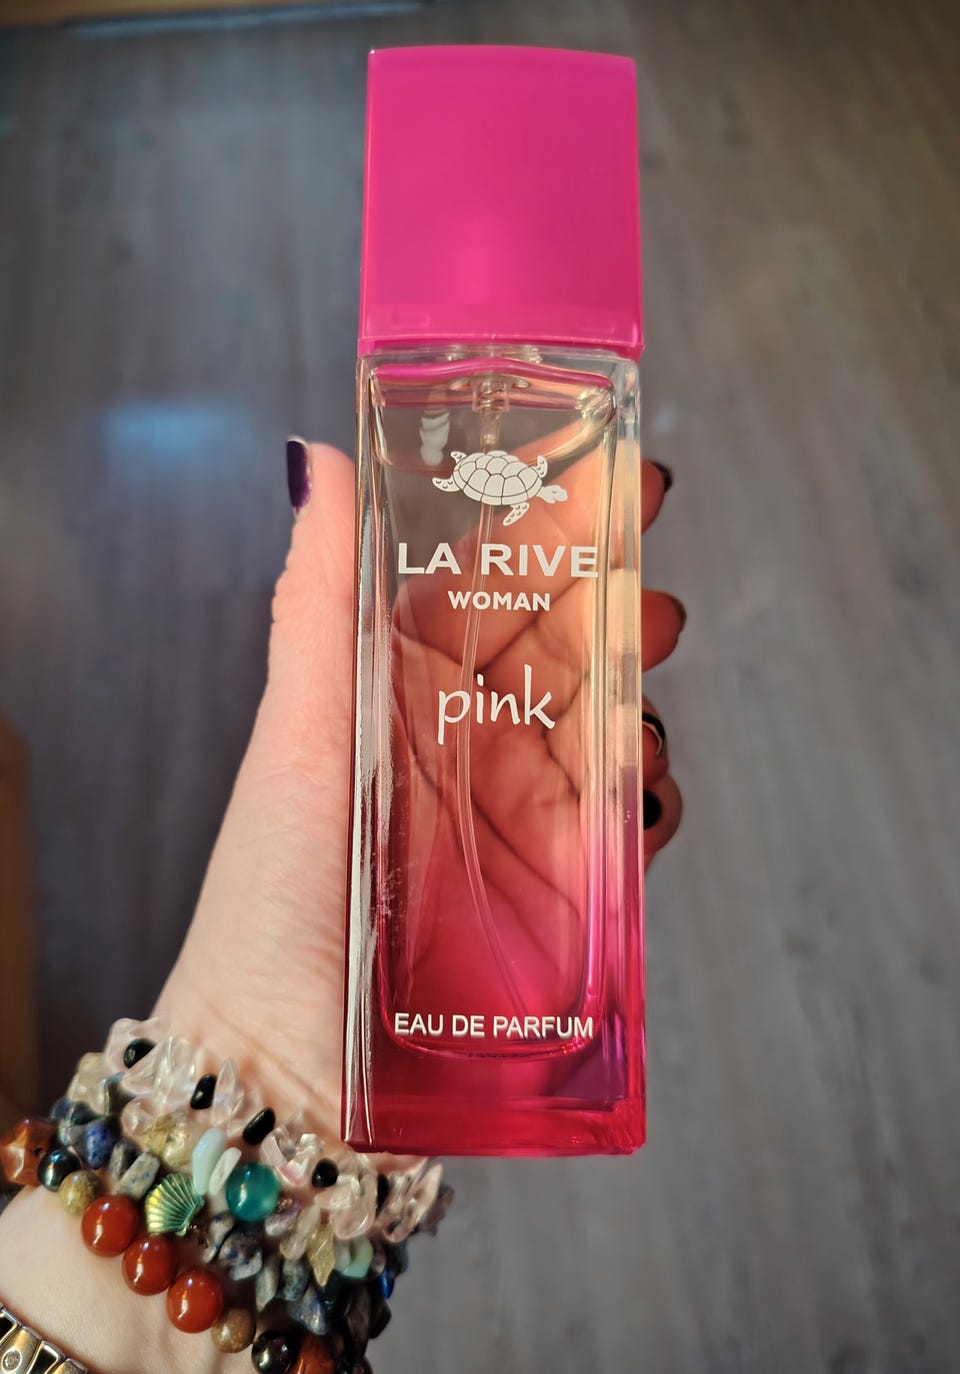 LA RIVE
WOMAN
pink
EAU DE PARFUM